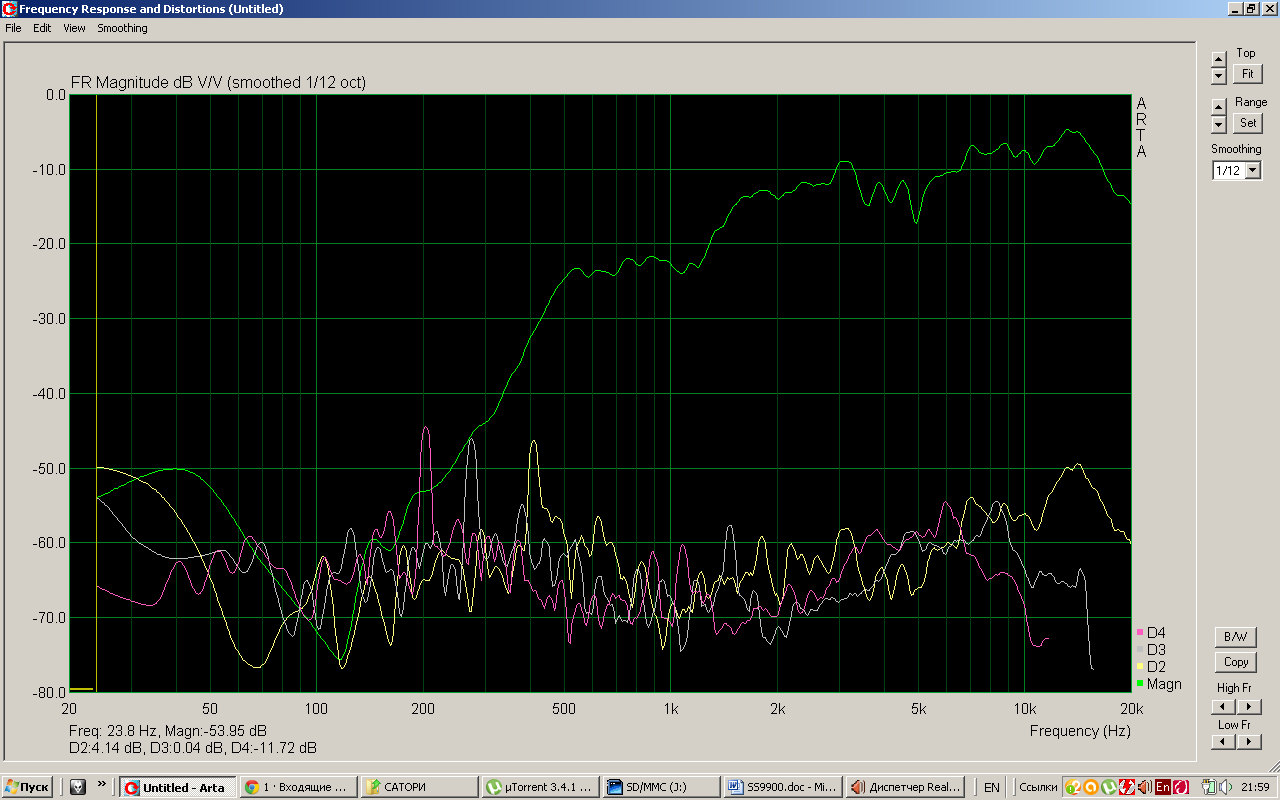 Frequency Response and Distortions (Untitled)
File Edit View Smoothing
FR Magnitude dB V/V (smoothed 1/12 oct)
Top
Fit
Range
Set
Smoothing
1/12
A
R
T
A
0.0
-10.0
-20.0
-30.0
-40.0
-50.0
-60.0
-70.0
-80.0
D4
D3
D2
Magn
B/W
Copy
High Fr
Low Fr
20 50 100 200 500 1k 2k 5k 10k 20k
Freq: 23.8 Hz, Magn:-53.95 dB
Frequency (Hz)
D2:4.14 dB, D3:0.04 dB, D4:-11.72 dB
Пуск » Untitled - Arta 1 · Входящие ... САТОРИ µTorrent 3.4.1 ... SD/MMC (J:) SS9900.doc - Mi... Диспетчер Real... EN Ссылки » En 21:59